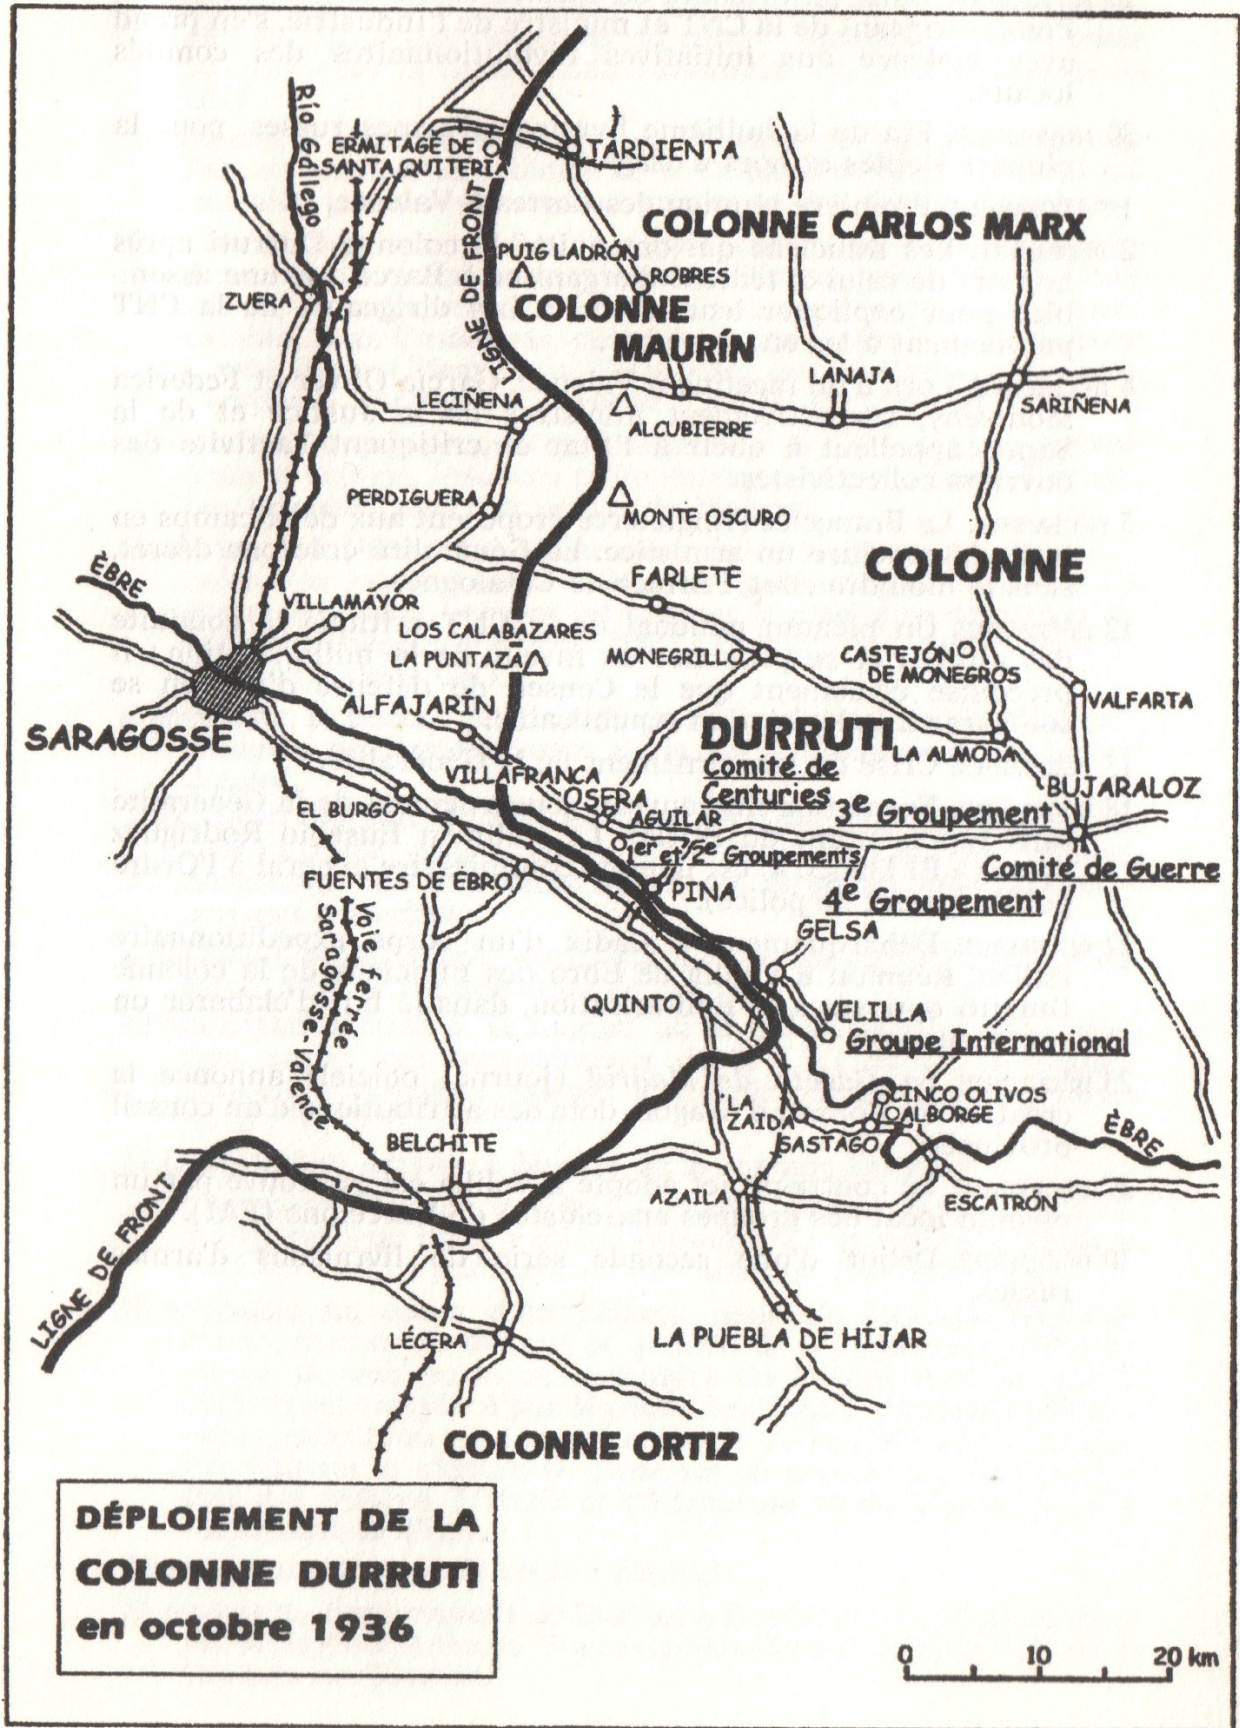 Río Gállego
ERMITAGE DE
SANTA QUITERIA
TARDIENTA
COLONNE CARLOS MARX
LIGNE DE FRONT
PUIG LADRÓN
ROBRES
ZUERA
COLONNE
MAURÍN
LANAJA
LECIÑENA
ALCUBIERRE
SARIÑENA
PERDIGUERA
MONTE OSCURO
COLONNE
ÈBRE
FARLETE
VILLAMAYOR
LOS CALABAZARES
LA PUNTAZA
MONEGRILLO
CASTEJÓN
DE MONEGROS
VALFARTA
ALFAJARÍN
SARAGOSSE
DURRUTI
LA ALMODA
VILLAFRANCA
Comité de
Centuries
BUJARALOZ
OSERA
EL BURGO
AGUILAR
3e Groupement
1er et 2e Groupements
Comité de Guerre
FUENTES DE ÉBRO
PINA
4e Groupement
GELSA
Voie ferrée
Saragosse-Valence
QUINTO
VELILLA
Groupe International
LA
ZAIDA
CINCO OLIVOS
ALBORGE
SASTAGO
ÈBRE
BELCHITE
AZAILA
ESCATRÓN
LIGNE DE FRONT
LÉCERA
LA PUEBLA DE HÍJAR
COLONNE ORTIZ
DÉPLOIEMENT DE LA
COLONNE DURRUTI
en octobre 1936
0 10 20 km